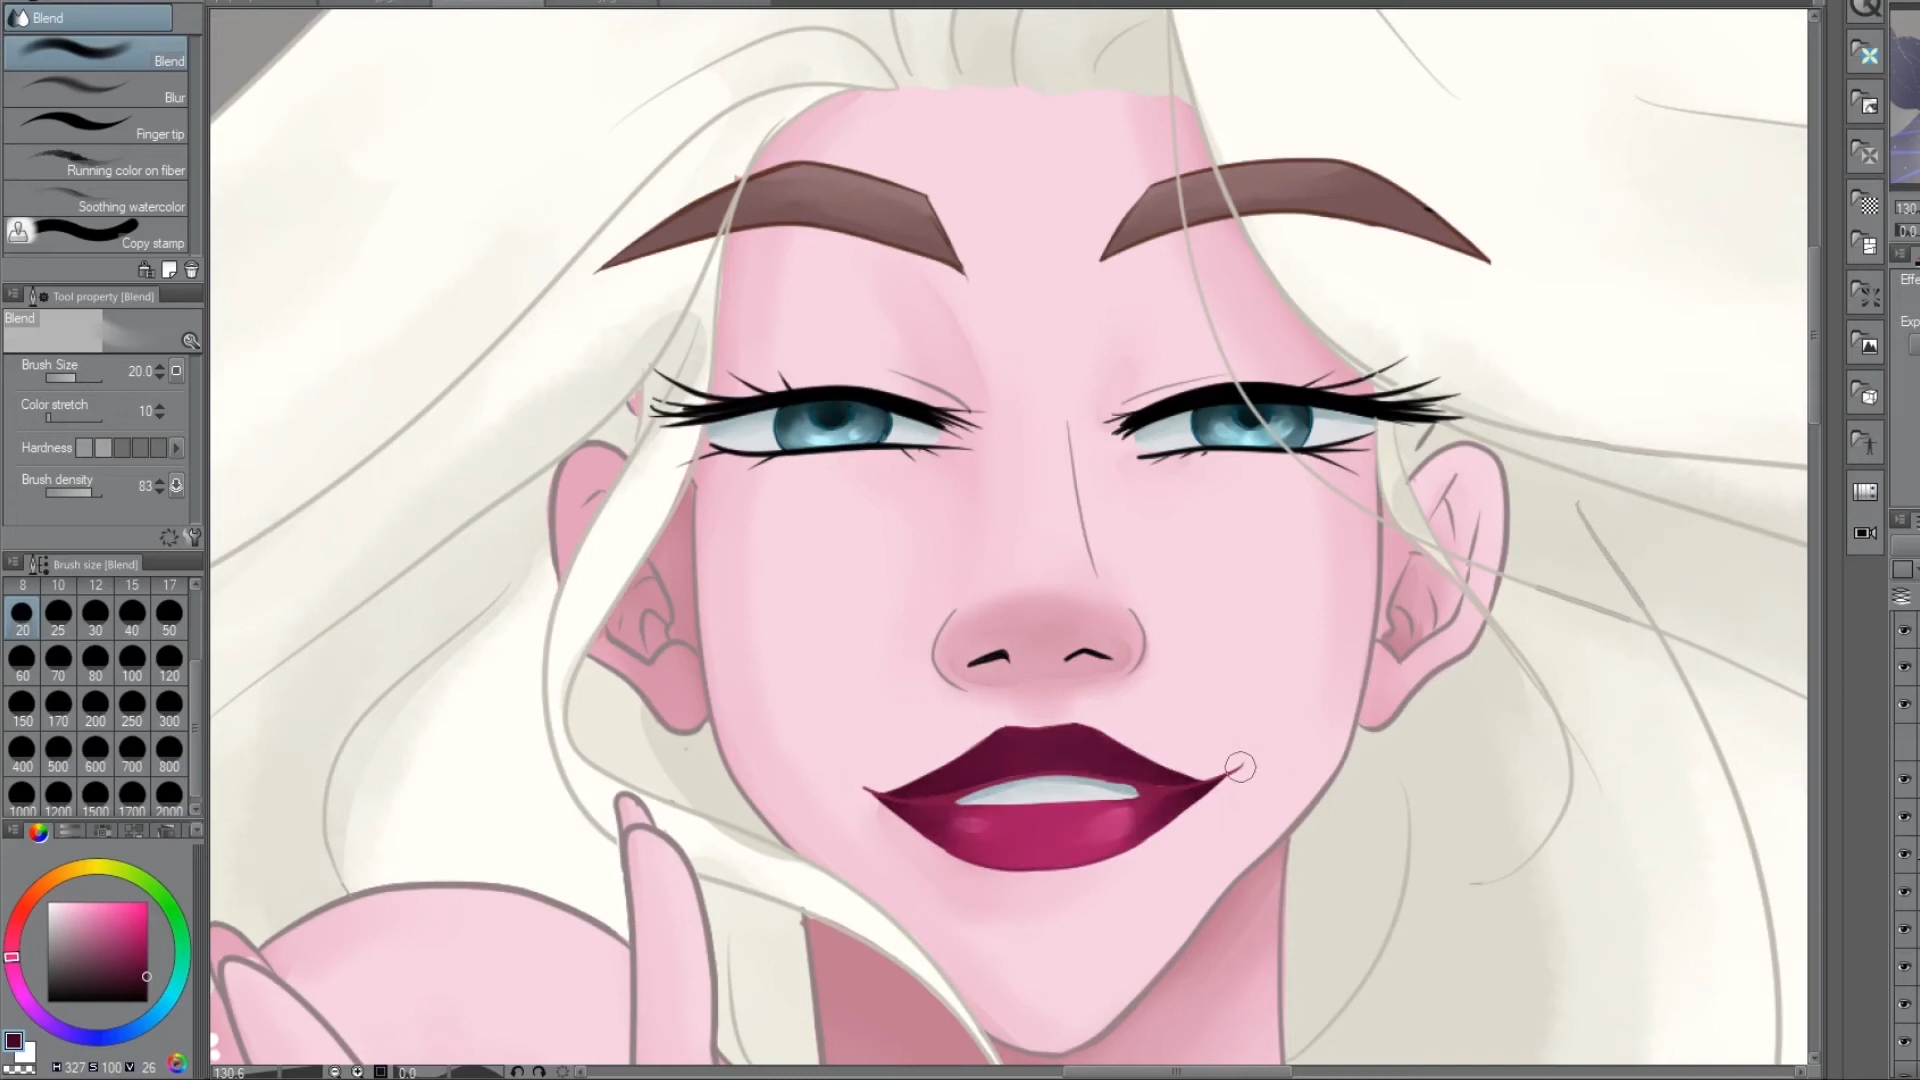 Blend
Blend
Blur
Finger tip
Running color on fiber
Soothing watercolor
Copy stamp
Tool property [Blend]
Blend
Brush Size 20.0
Color stretch 10
Hardness
Brush density 83
Brush size [Blend]
8 10 12 15 17
20 25 30 40 50
60 70 80 100 120
150 170 200 250 300
400 500 600 700 800
1000 1200 1500 1700 2000
H 327 S 100 V 26
130.6 0.0
130.
0.0
Effe
Exp